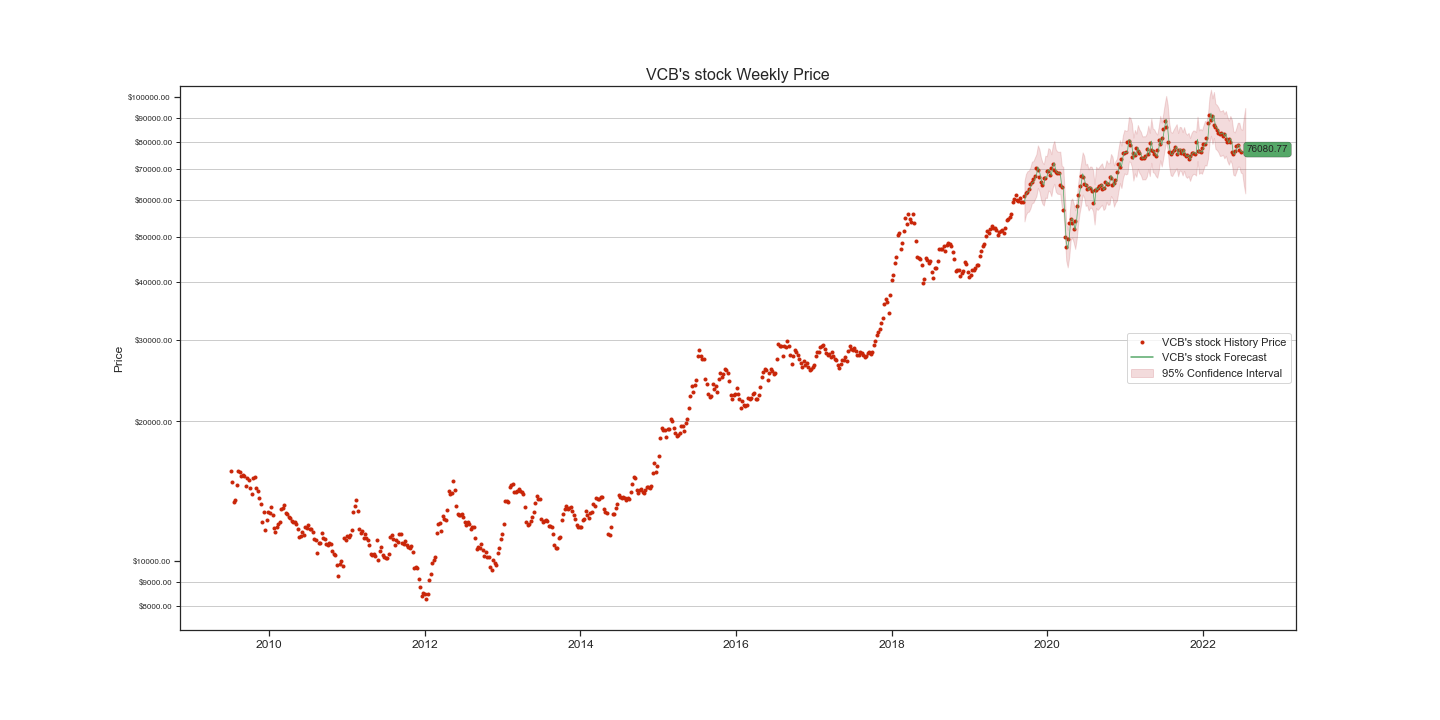 VCB's stock Weekly Price
$100000.00
$90000.00
$80000.00
$70000.00
$60000.00
$50000.00
$40000.00
$30000.00
$20000.00
$10000.00
$9000.00
$8000.00
Price
76080.77
VCB's stock History Price
VCB's stock Forecast
95% Confidence Interval
2010 2012 2014 2016 2018 2020 2022